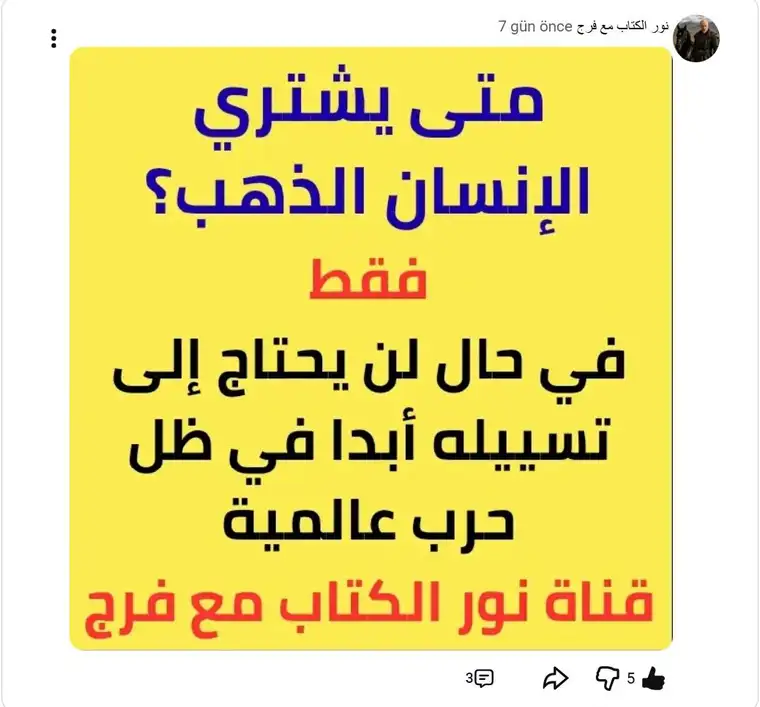 نور الكتاب مع فرج 7 gün önce
متى يشتري
الإنسان الذهب؟
فقط
في حال لن يحتاج إلى
تسييله أبدا في ظل
حرب عالمية
قناة نور الكتاب مع فرج
5
3